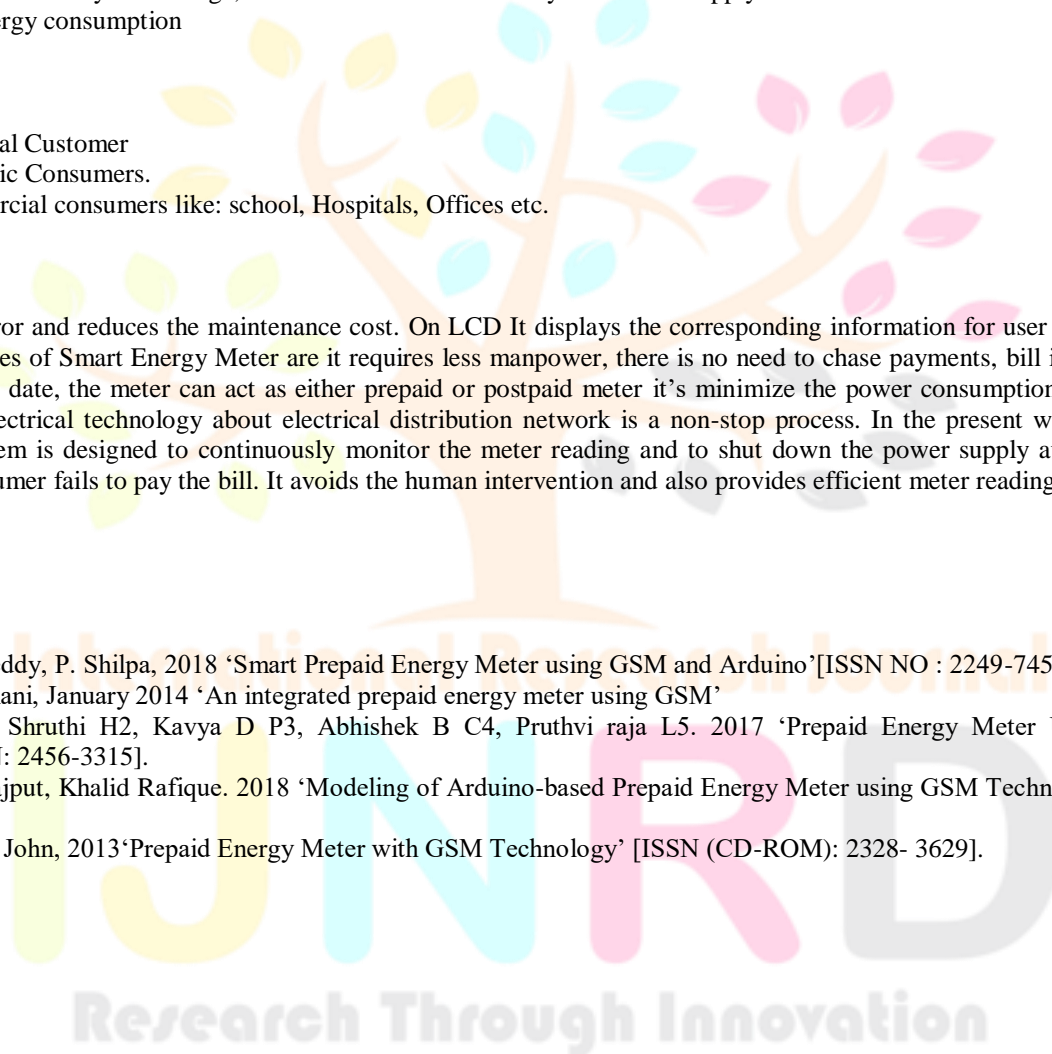 ergy consumption
al Customer
ic Consumers.
rcial consumers like: school, Hospitals, Offices etc.
ror and reduces the maintenance cost. On LCD It displays the corresponding information for user
es of Smart Energy Meter are it requires less manpower, there is no need to chase payments, bill i
date, the meter can act as either prepaid or postpaid meter it’s minimize the power consumption
ectrical technology about electrical distribution network is a non-stop process. In the present w
em is designed to continuously monitor the meter reading and to shut down the power supply a
umer fails to pay the bill. It avoids the human intervention and also provides efficient meter reading
International Research Journal
ddy, P. Shilpa, 2018 ‘Smart Prepaid Energy Meter using GSM and Arduino’[ISSN NO : 2249-745
ani, January 2014 ‘An integrated prepaid energy meter using GSM’
Shruthi H2, Kavya D P3, Abhishek B C4, Pruthvi raja L5. 2017 ‘Prepaid Energy Meter
N: 2456-3315].
ajput, Khalid Rafique. 2018 ‘Modeling of Arduino-based Prepaid Energy Meter using GSM Techn
John, 2013‘Prepaid Energy Meter with GSM Technology’ [ISSN (CD-ROM): 2328- 3629].
IJNRD
Research Through Innovation